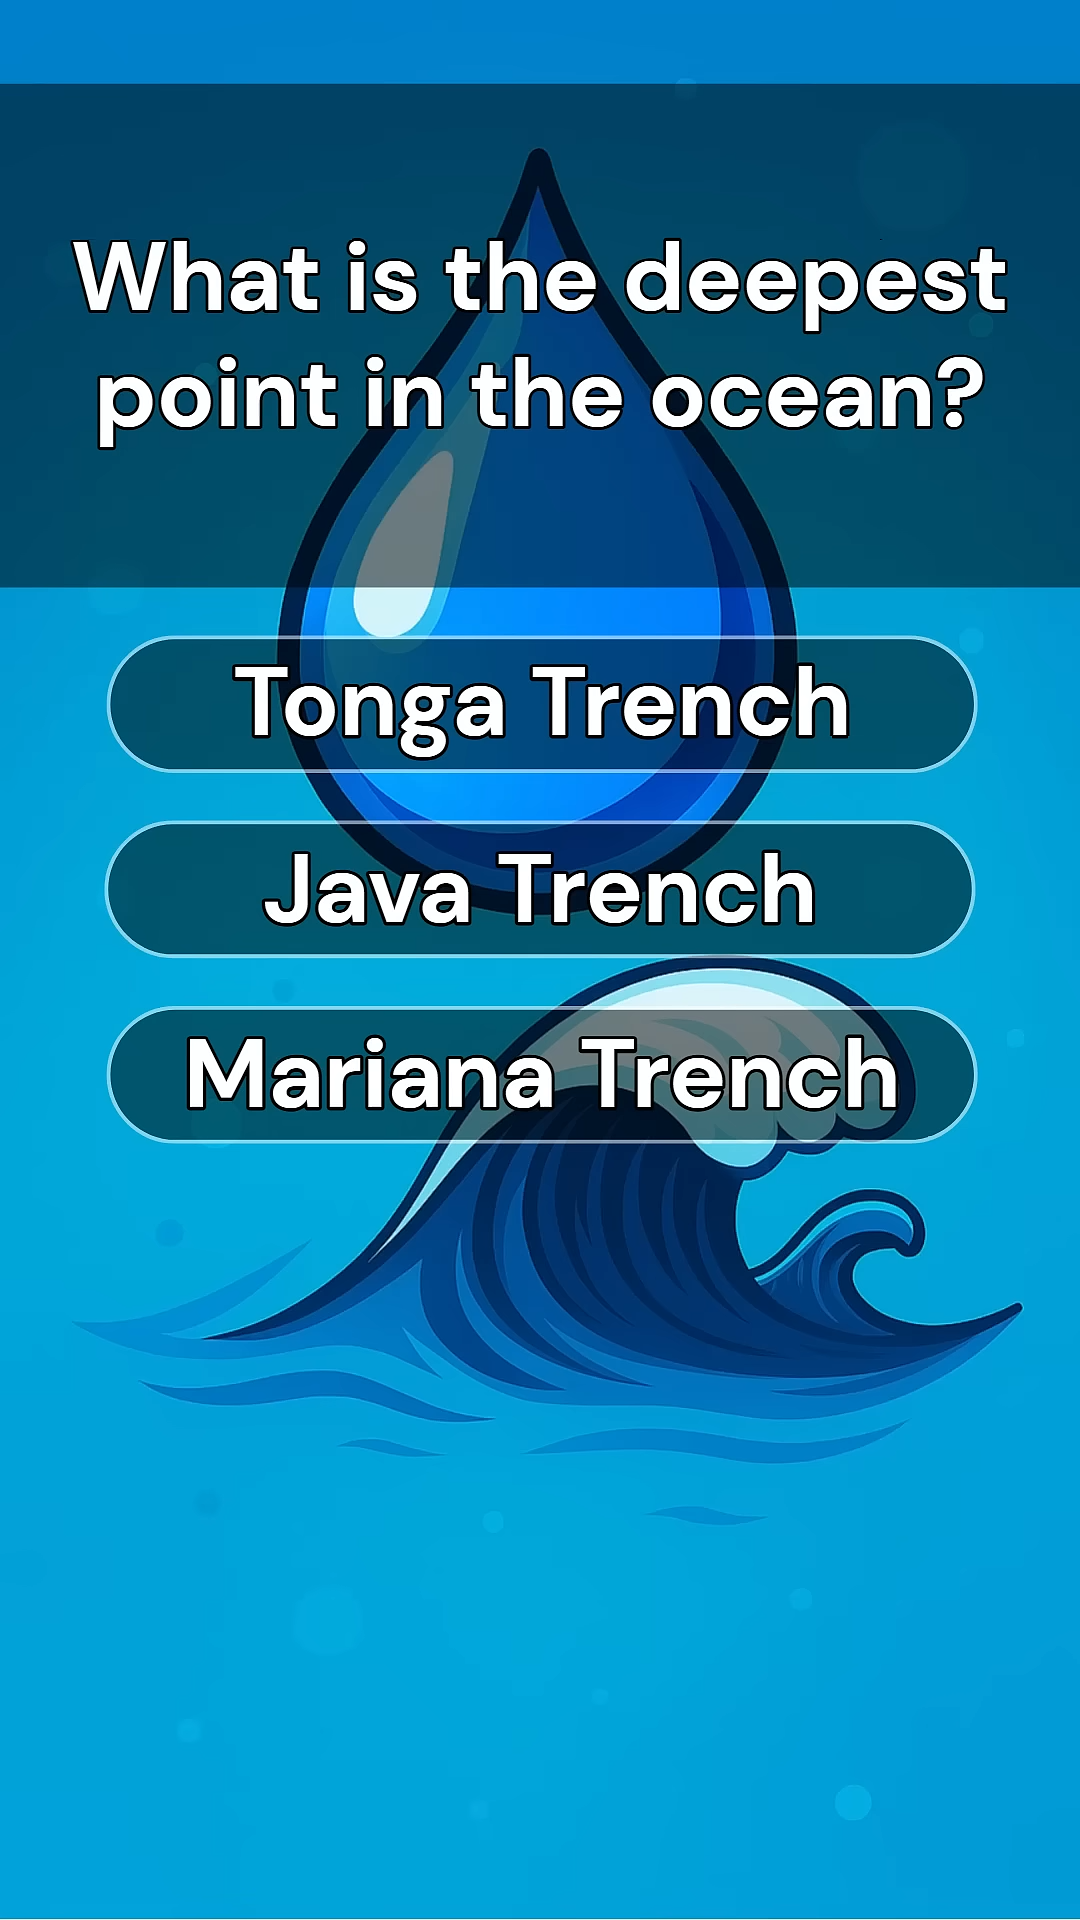 What is the deepest
point in the ocean?
Tonga Trench
Java Trench
Mariana Trench